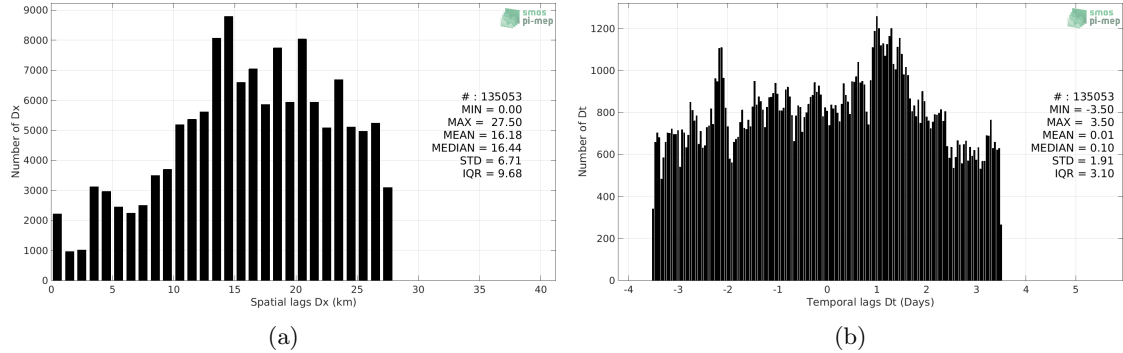 9000
8000
7000
6000
5000
4000
3000
2000
1000
0
Number of Dx
0 5 10 15 20 25 30 35 40
Spatial lags Dx (km)
smos
pi-mep
# : 135053
MIN = 0.00
MAX = 27.50
MEAN = 16.18
MEDIAN = 16.44
STD = 6.71
IQR = 9.68
(a)
1200
1000
800
600
400
200
0
Number of Dt
-4 -3 -2 -1 0 1 2 3 4 5
Temporal lags Dt (Days)
smos
pi-mep
# : 135053
MIN = -3.50
MAX = 3.50
MEAN = 0.01
MEDIAN = 0.10
STD = 1.91
IQR = 3.10
(b)